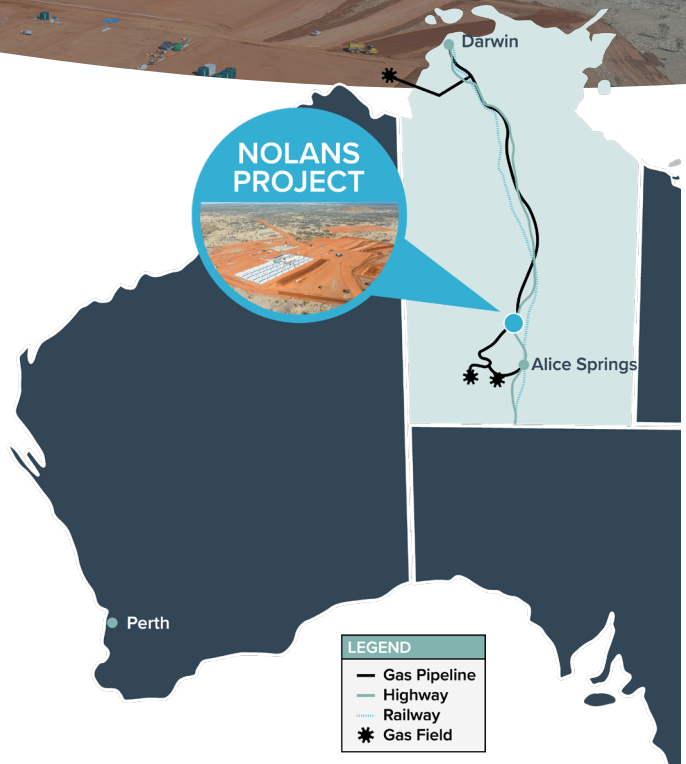 Darwin
NOLANS
PROJECT
Alice Springs
Perth
LEGEND
Gas Pipeline
Highway
Railway
Gas Field